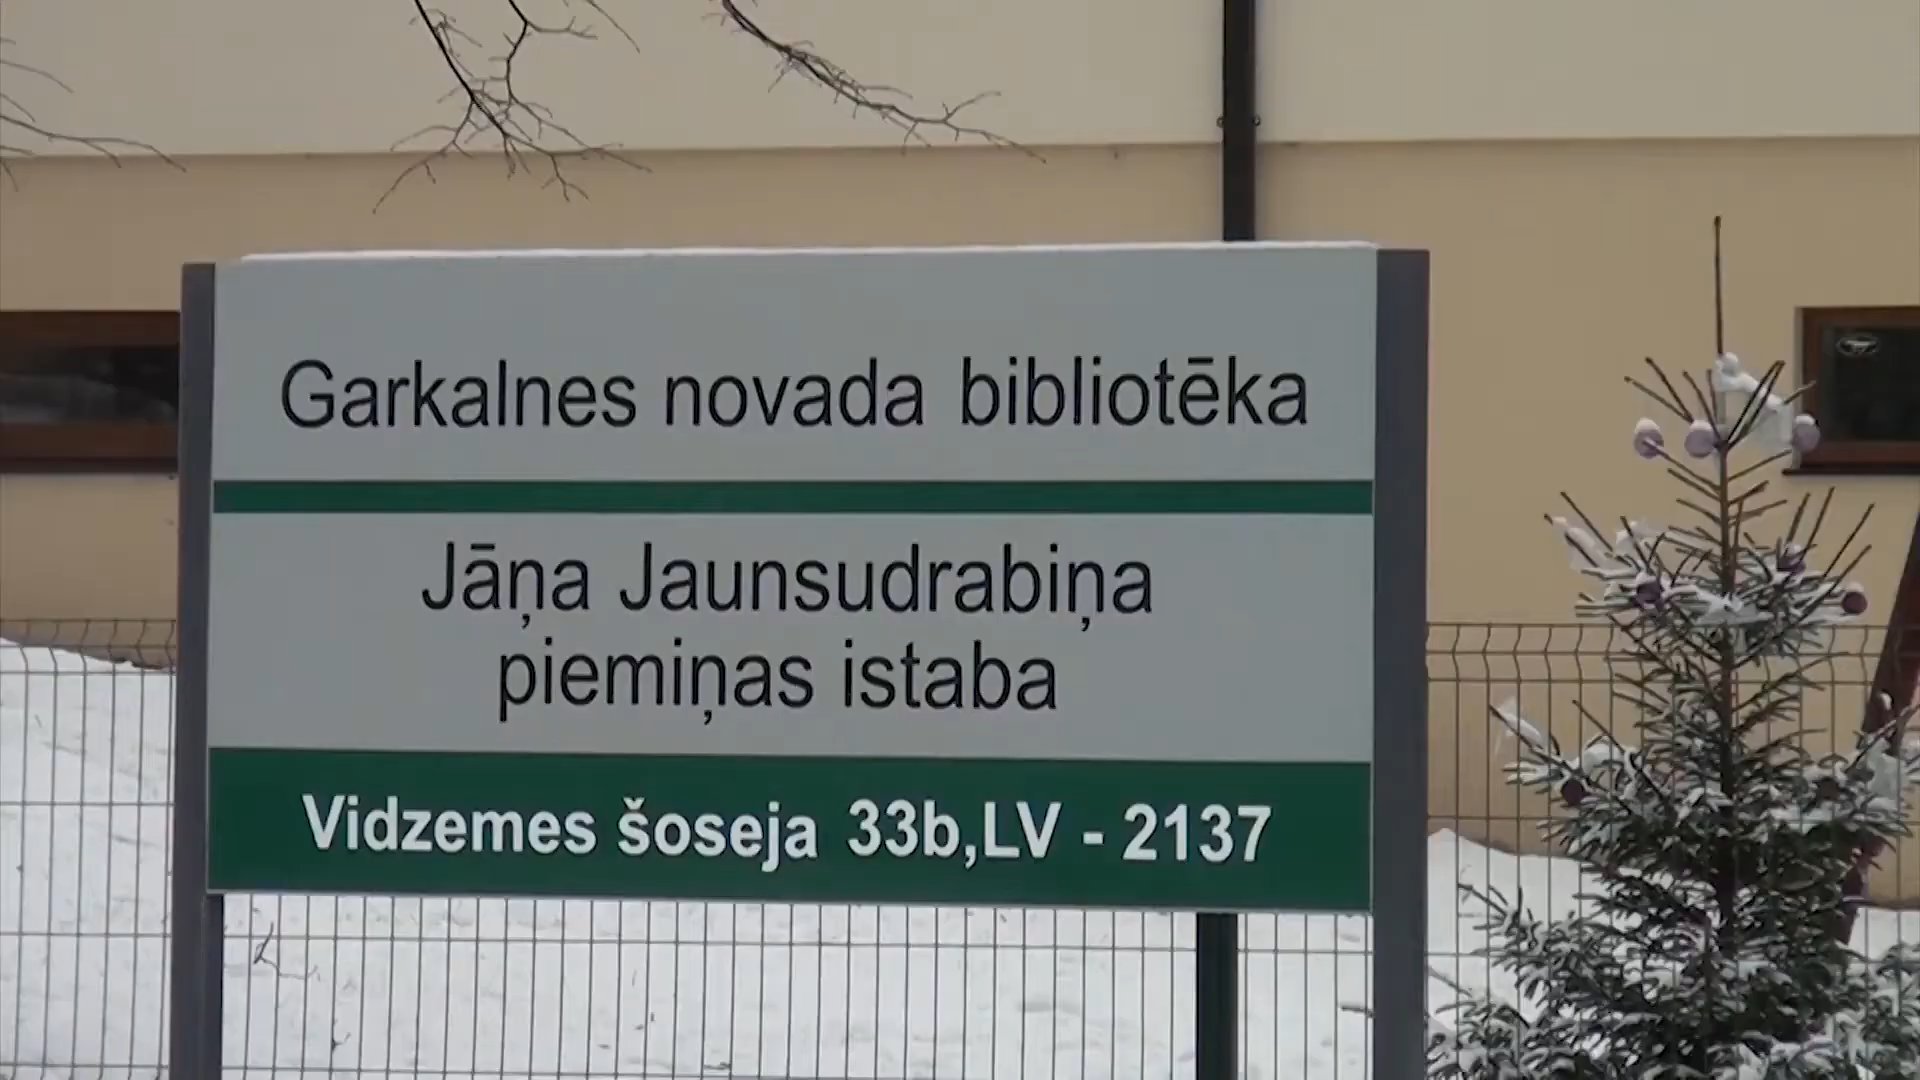 Garkalnes novada bibliotēka
Jāņa Jaunsudrabiņa
piemiņas istaba
Vidzemes šoseja 33b,LV - 2137